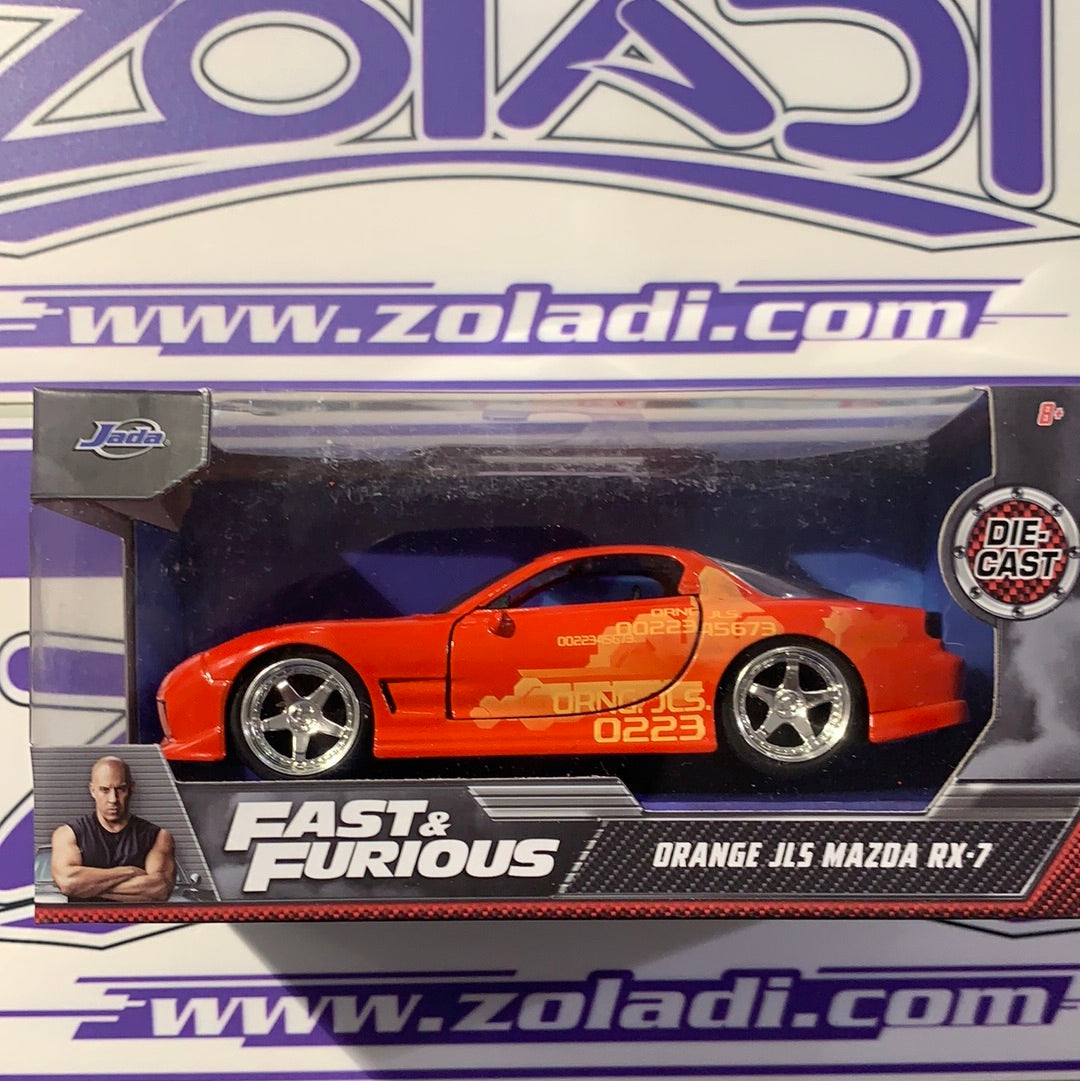 ZOLADI
www.zoladi.com
Jada
8+
DIE-
CAST
ORNG. JLS.
0022345673
0022345673
ORNG. JLS.
0223
FAST &
FURIOUS
ORANGE JLS MAZDA RX-7
www.zoladi.com